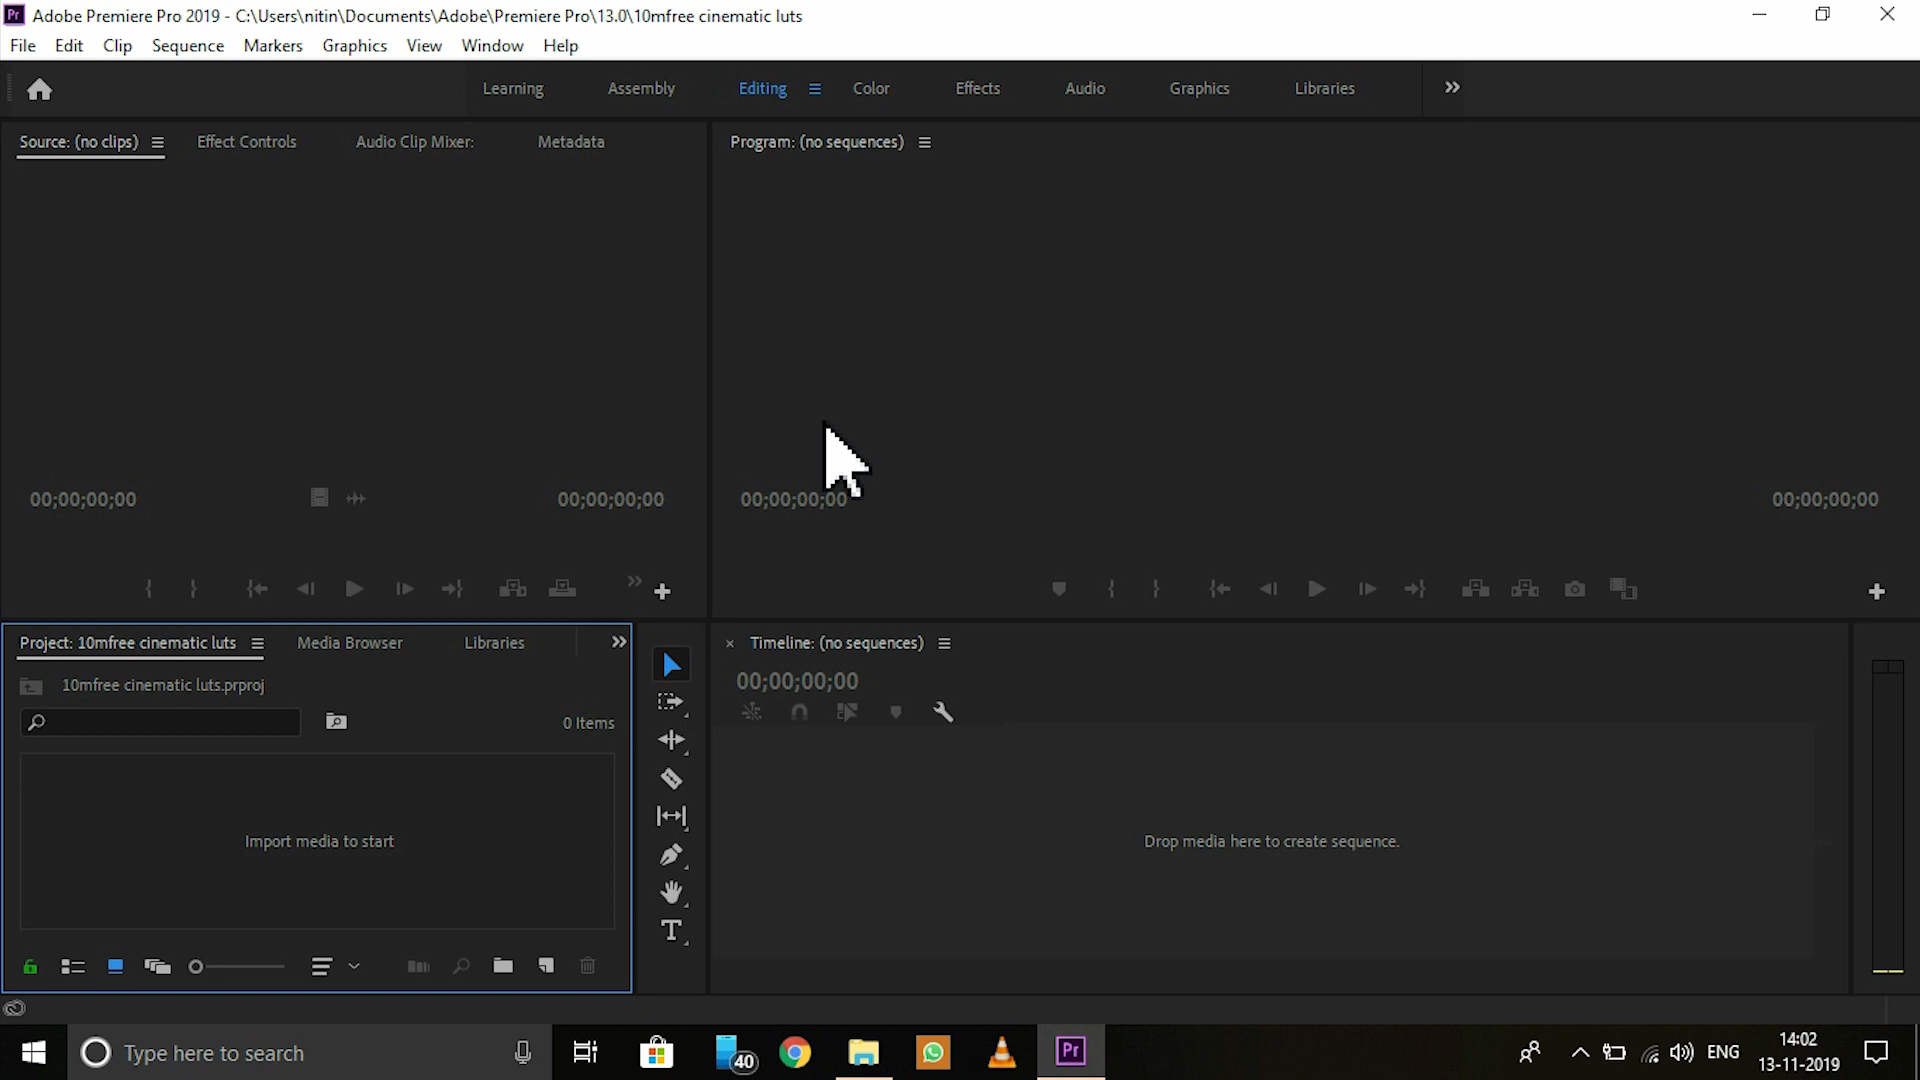 Pr Adobe Premiere Pro 2019 - C:\Users\nitin\Documents\Adobe\Premiere Pro\13.0\10mfree cinematic luts
File Edit Clip Sequence Markers Graphics View Window Help
Learning Assembly Editing Color Effects Audio Graphics Libraries
Source: (no clips) Effect Controls Audio Clip Mixer: Metadata
Program: (no sequences)
00;00;00;00 00;00;00;00
00;00;00;00 00;00;00;00
Project: 10mfree cinematic luts Media Browser Libraries
10mfree cinematic luts.prproj
0 Items
Import media to start
Timeline: (no sequences)
00;00;00;00
Drop media here to create sequence.
Type here to search
40
Pr
ENG
14:02
13-11-2019